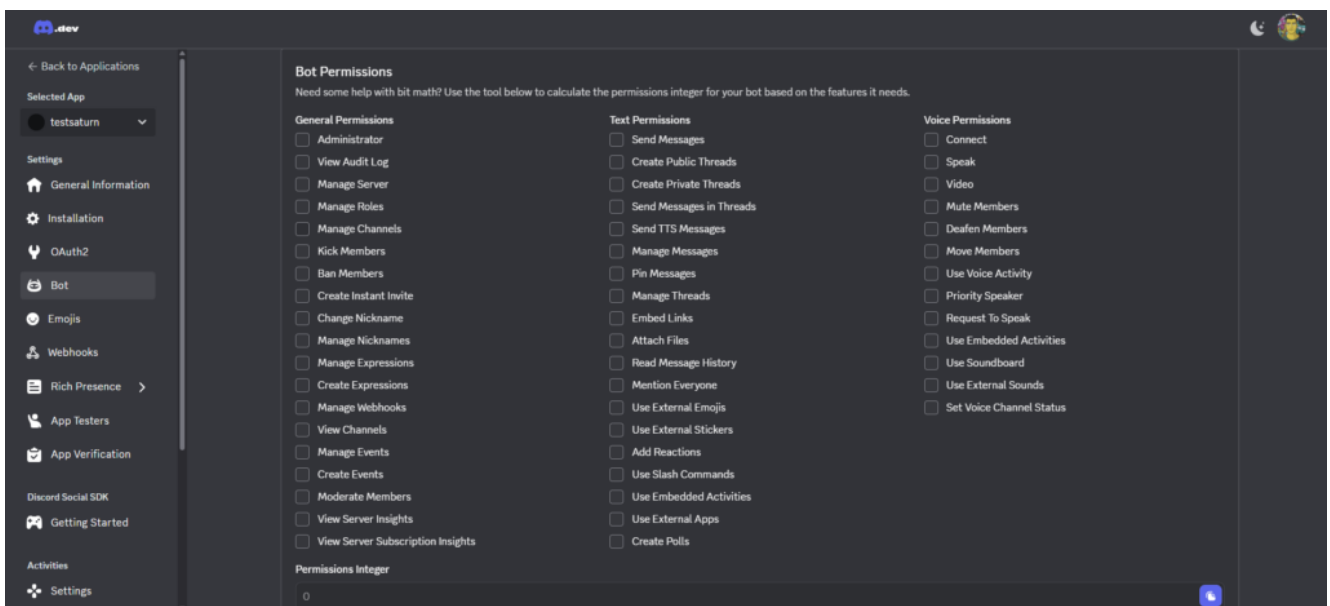 .dev
← Back to Applications
Selected App
testsaturn
Settings
General Information
Installation
OAuth2
Bot
Emojis
Webhooks
Rich Presence
App Testers
App Verification
Discord Social SDK
Getting Started
Activities
Settings
Bot Permissions
Need some help with bit math? Use the tool below to calculate the permissions integer for your bot based on the features it needs.
General Permissions
Administrator
View Audit Log
Manage Server
Manage Roles
Manage Channels
Kick Members
Ban Members
Create Instant Invite
Change Nickname
Manage Nicknames
Manage Expressions
Create Expressions
Manage Webhooks
View Channels
Manage Events
Create Events
Moderate Members
View Server Insights
View Server Subscription Insights
Text Permissions
Send Messages
Create Public Threads
Create Private Threads
Send Messages in Threads
Send TTS Messages
Manage Messages
Pin Messages
Manage Threads
Embed Links
Attach Files
Read Message History
Mention Everyone
Use External Emojis
Use External Stickers
Add Reactions
Use Slash Commands
Use Embedded Activities
Use External Apps
Create Polls
Voice Permissions
Connect
Speak
Video
Mute Members
Deafen Members
Move Members
Use Voice Activity
Priority Speaker
Request To Speak
Use Embedded Activities
Use Soundboard
Use External Sounds
Set Voice Channel Status
Permissions Integer
0